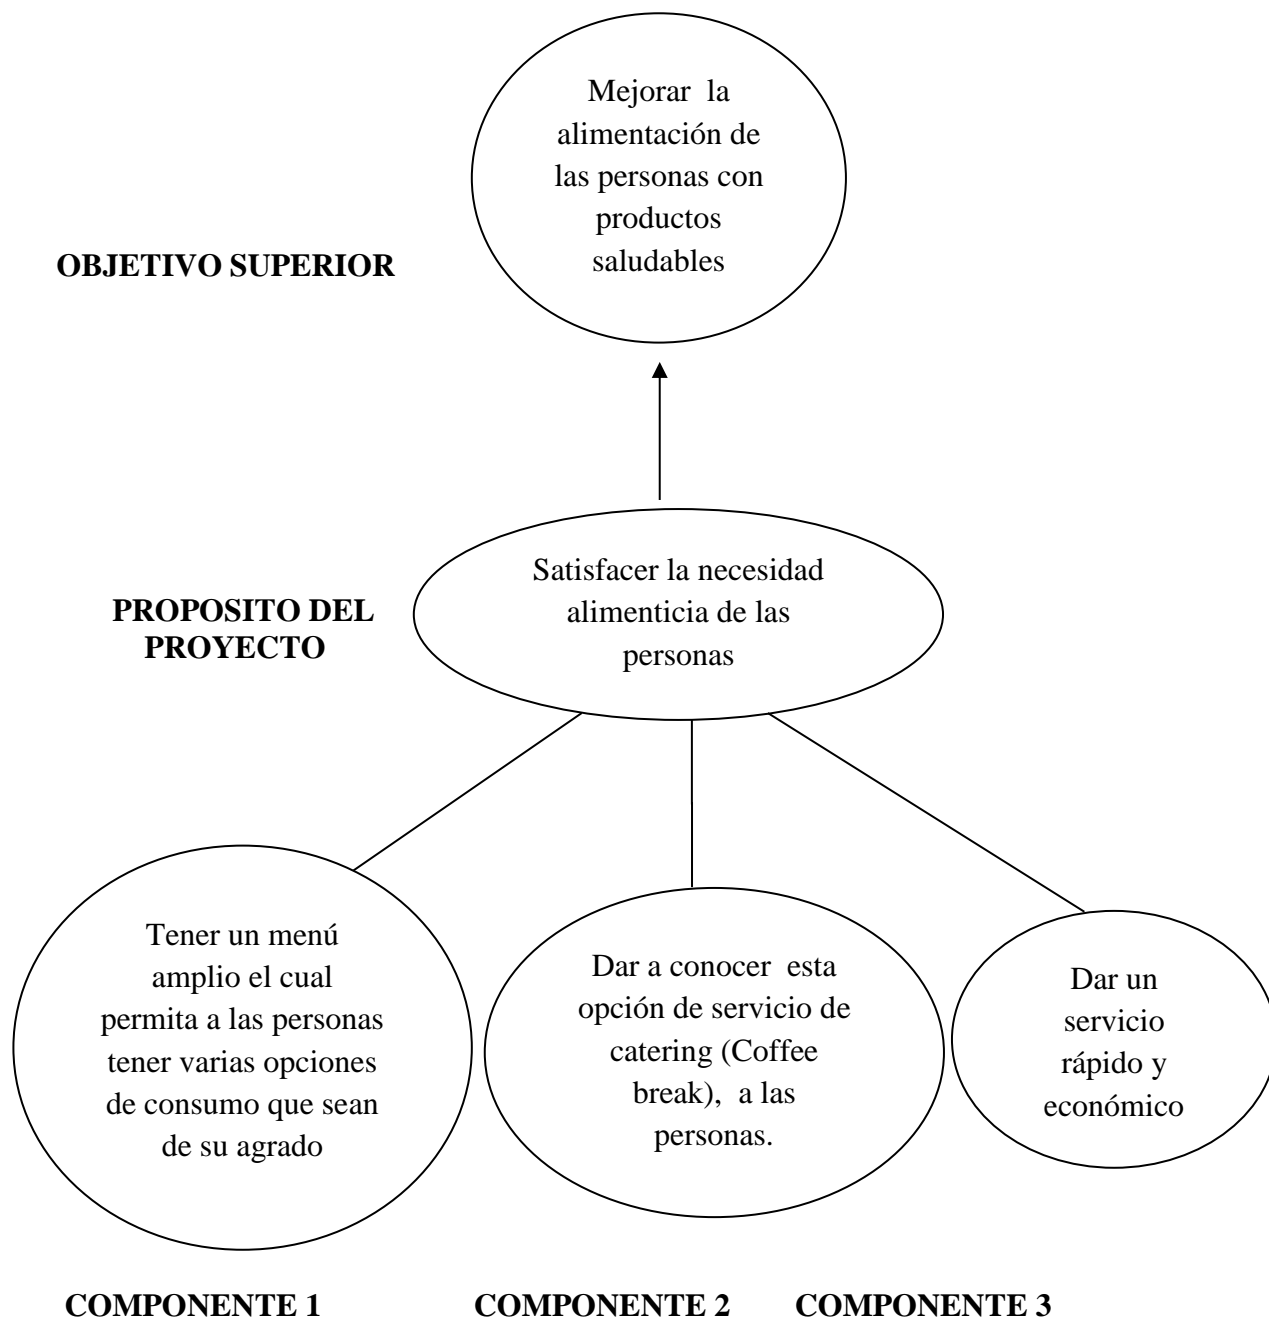 Mejorar la
alimentación de
las personas con
productos
saludables
OBJETIVO SUPERIOR
Satisfacer la necesidad
alimenticia de las
personas
PROPOSITO DEL
PROYECTO
Tener un menú
amplio el cual
permita a las personas
tener varias opciones
de consumo que sean
de su agrado
Dar a conocer esta
opción de servicio de
catering (Coffee
break), a las
personas.
Dar un
servicio
rápido y
económico
COMPONENTE 1
COMPONENTE 2
COMPONENTE 3